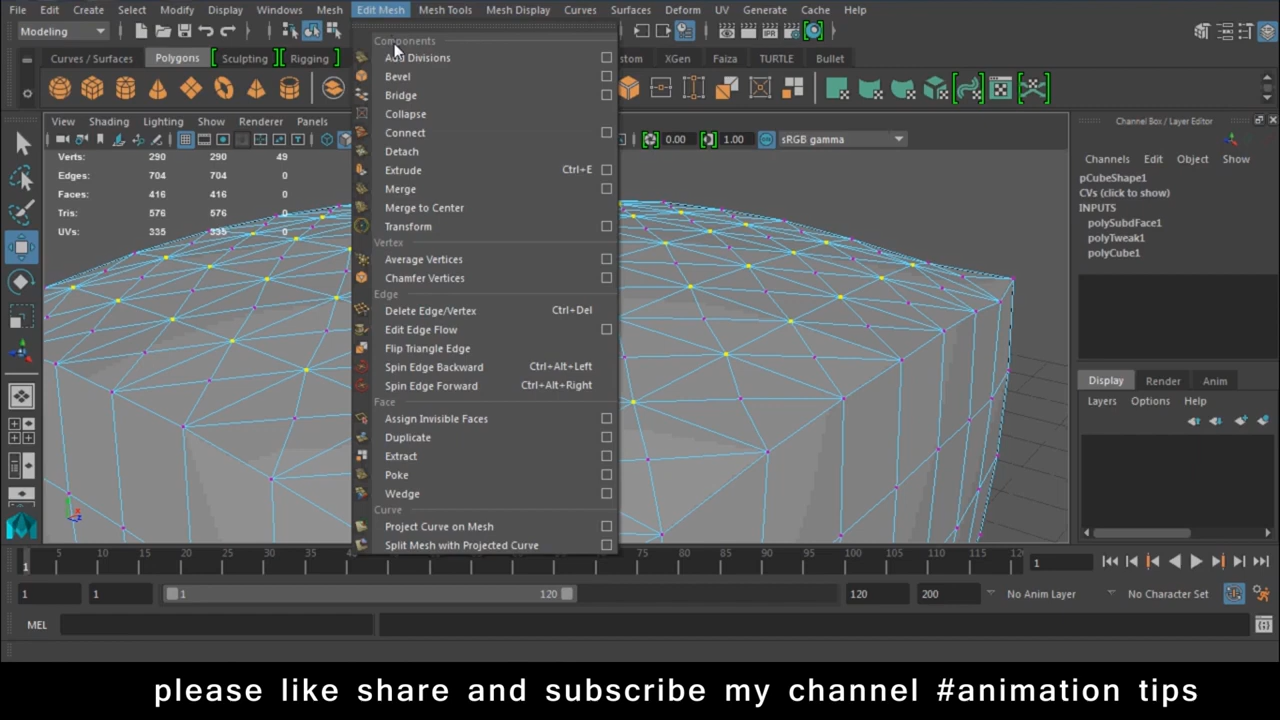 File Edit Create Select Modify Display Windows Mesh Edit Mesh Mesh Tools Mesh Display Curves Surfaces Deform UV Generate Cache Help
Modeling
Curves / Surfaces Polygons Sculpting Rigging
stom XGen Faiza TURTLE Bullet
View Shading Lighting Show Renderer Panels
0.00 1.00 sRGB gamma
Verts: 290 290 49
Edges: 704 704 0
Faces: 416 416 0
Tris: 576 576 0
UVs: 335 335 0
Components
Add Divisions
Bevel
Bridge
Collapse
Connect
Detach
Extrude Ctrl+E
Merge
Merge to Center
Transform
Vertex
Average Vertices
Chamfer Vertices
Edge
Delete Edge/Vertex Ctrl+Del
Edit Edge Flow
Flip Triangle Edge
Spin Edge Backward Ctrl+Alt+Left
Spin Edge Forward Ctrl+Alt+Right
Face
Assign Invisible Faces
Duplicate
Extract
Poke
Wedge
Curve
Project Curve on Mesh
Split Mesh with Projected Curve
Channel Box / Layer Editor
Channels Edit Object Show
pCubeShape1
CVs (click to show)
INPUTS
polySubdFace1
polyTweak1
polyCube1
Display Render Anim
Layers Options Help
5 10 15 20 25 30 35 40 75 80 85 90 95 100 105 110 115 12
1
1
1 1 1 120 120 200 No Anim Layer No Character Set
MEL
please like share and subscribe my channel #animation tips